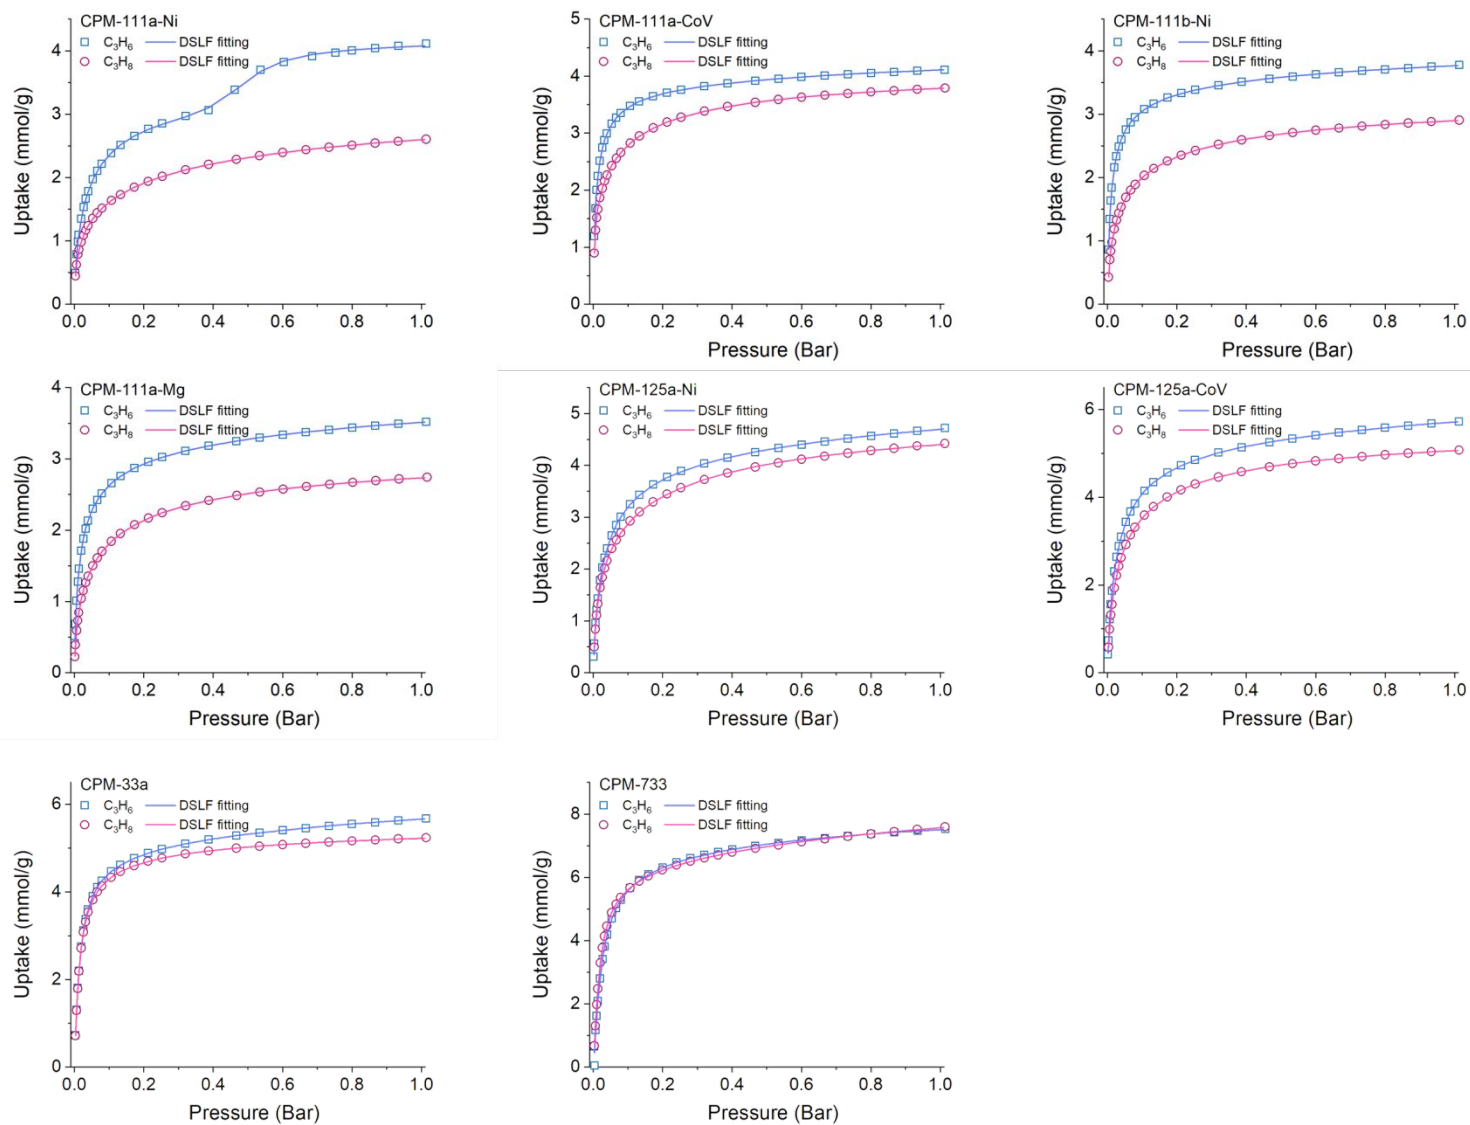 CPM-111a-Ni
C₃H₆ DSLF fitting
C₃H₈ DSLF fitting
Uptake (mmol/g)
4
3
2
1
0
0.0 0.2 0.4 0.6 0.8 1.0
Pressure (Bar)
CPM-111a-CoV
C₃H₆ DSLF fitting
C₃H₈ DSLF fitting
Uptake (mmol/g)
5
4
3
2
1
0
0.0 0.2 0.4 0.6 0.8 1.0
Pressure (Bar)
CPM-111b-Ni
C₃H₆ DSLF fitting
C₃H₈ DSLF fitting
Uptake (mmol/g)
4
3
2
1
0
0.0 0.2 0.4 0.6 0.8 1.0
Pressure (Bar)
CPM-111a-Mg
C₃H₆ DSLF fitting
C₃H₈ DSLF fitting
Uptake (mmol/g)
4
3
2
1
0
0.0 0.2 0.4 0.6 0.8 1.0
Pressure (Bar)
CPM-125a-Ni
C₃H₆ DSLF fitting
C₃H₈ DSLF fitting
Uptake (mmol/g)
5
4
3
2
1
0
0.0 0.2 0.4 0.6 0.8 1.0
Pressure (Bar)
CPM-125a-CoV
C₃H₆ DSLF fitting
C₃H₈ DSLF fitting
Uptake (mmol/g)
6
4
2
0
0.0 0.2 0.4 0.6 0.8 1.0
Pressure (Bar)
CPM-33a
C₃H₆ DSLF fitting
C₃H₈ DSLF fitting
Uptake (mmol/g)
6
4
2
0
0.0 0.2 0.4 0.6 0.8 1.0
Pressure (Bar)
CPM-733
C₃H₆ DSLF fitting
C₃H₈ DSLF fitting
Uptake (mmol/g)
8
6
4
2
0
0.0 0.2 0.4 0.6 0.8 1.0
Pressure (Bar)